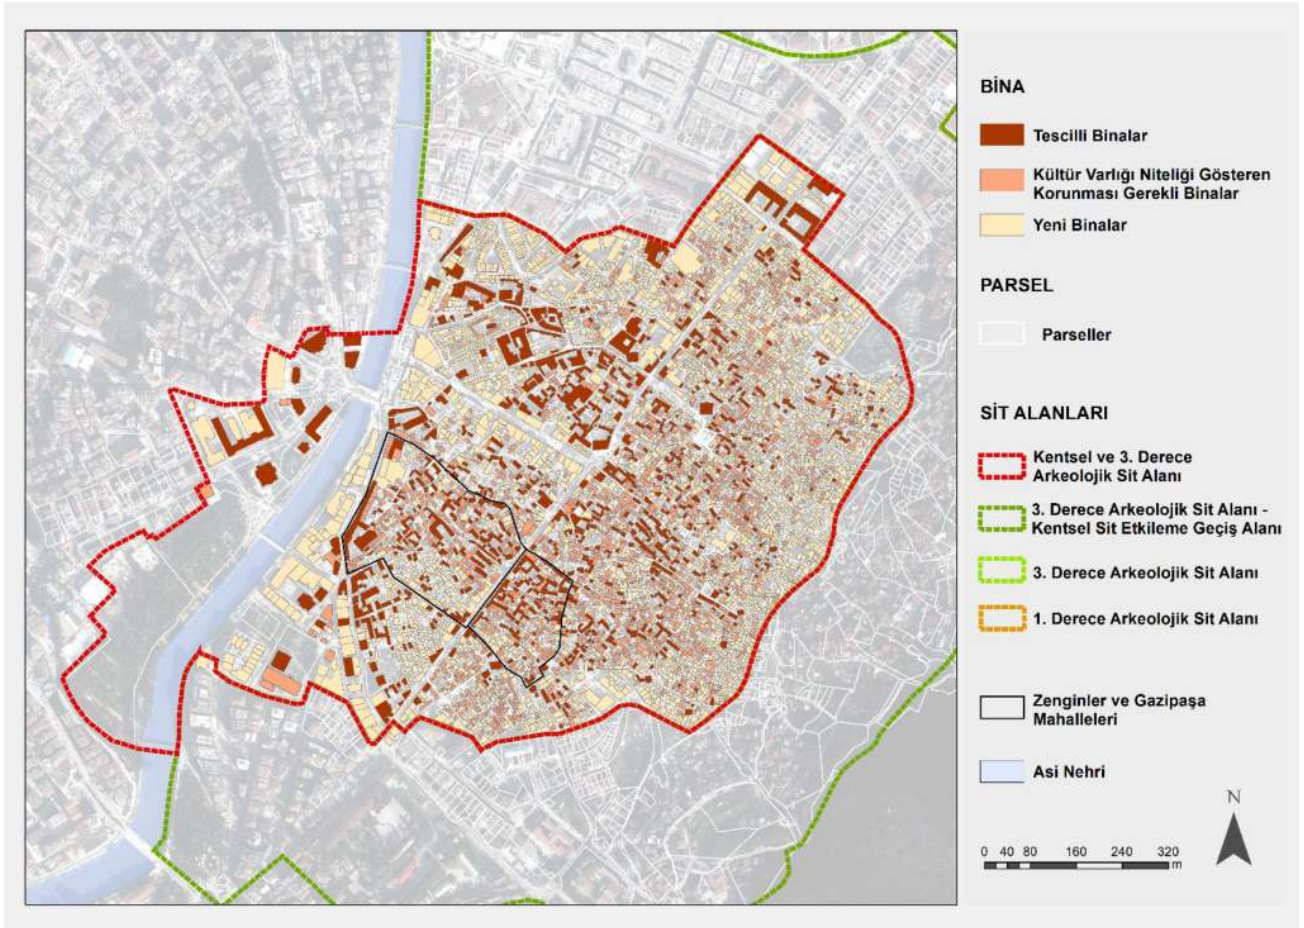 BİNA
Tescilli Binalar
Kültür Varlığı Niteliği Gösteren
Korunması Gerekli Binalar
Yeni Binalar
PARSEL
Parseller
SİT ALANLARI
Kentsel ve 3. Derece
Arkeolojik Sit Alanı
3. Derece Arkeolojik Sit Alanı -
Kentsel Sit Etkileme Geçiş Alanı
3. Derece Arkeolojik Sit Alanı
1. Derece Arkeolojik Sit Alanı
Zenginler ve Gazipaşa
Mahalleleri
Asi Nehri
N
0 40 80 160 240 320
m